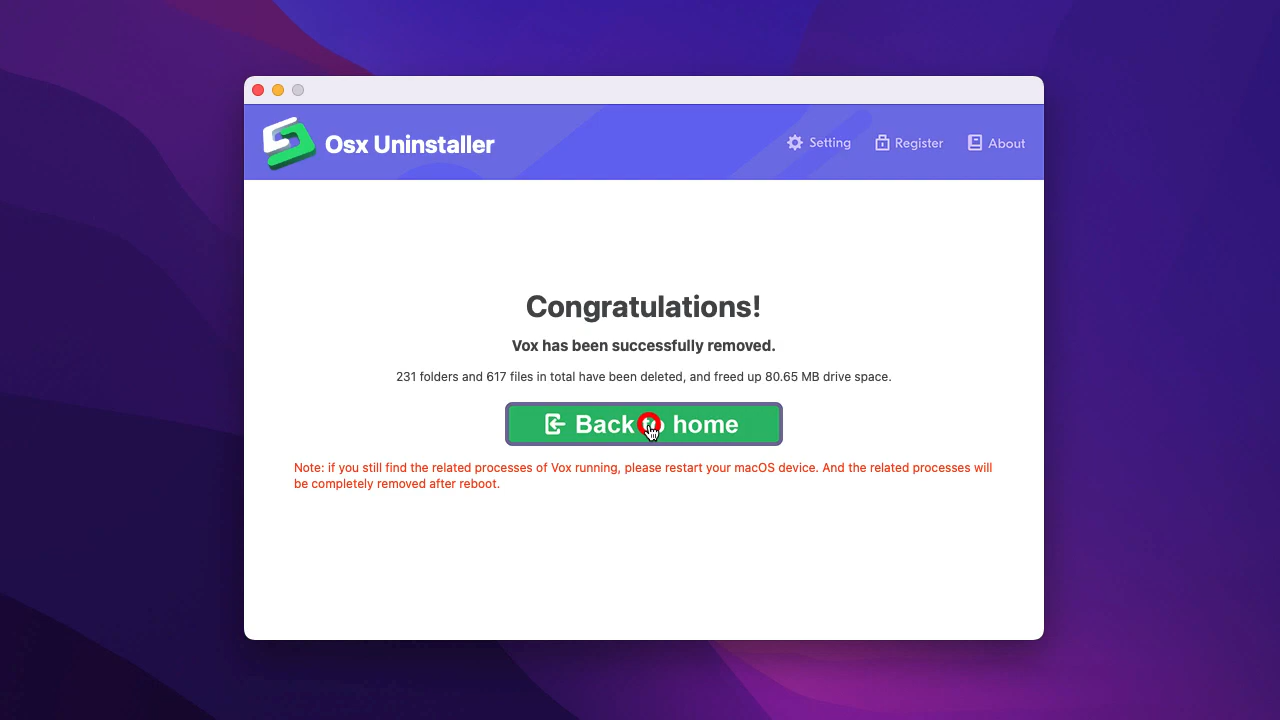 Osx Uninstaller
Setting
Register
About
Congratulations!
Vox has been successfully removed.
231 folders and 617 files in total have been deleted, and freed up 80.65 MB drive space.
Back to home
Note: if you still find the related processes of Vox running, please restart your macOS device. And the related processes will
be completely removed after reboot.